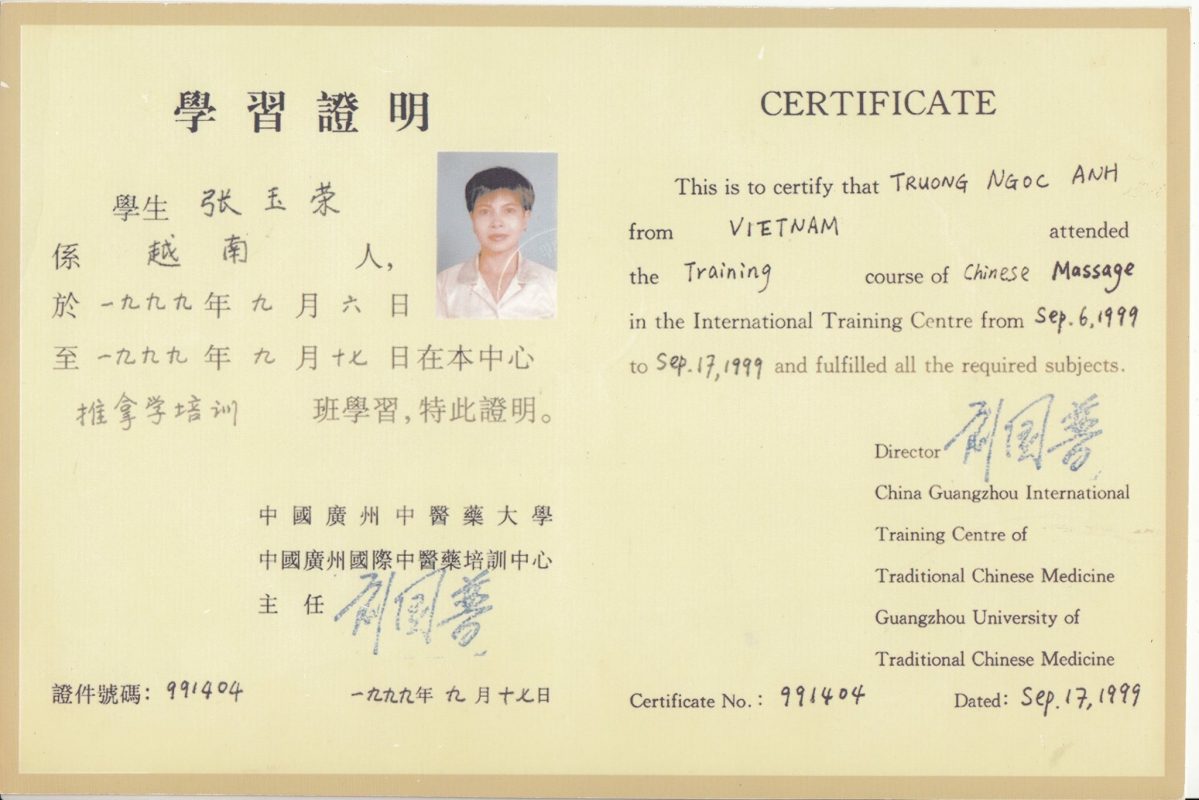 學習證明
學生 张玉荣
係 越南 人,
於 一九九九 年 九 月 六 日
至 一九九九 年 九 月 十七 日在本中心
推拿学培训 班學習,特此證明。
中國廣州中醫藥大學
中國廣州國際中醫藥培訓中心
主任
證件號碼: 991404 一九九九年 九 月 十七日
CERTIFICATE
This is to certify that TRUONG NGOC ANH
from VIETNAM attended
the Training course of Chinese Massage
in the International Training Centre from Sep.6,1999
to Sep.17,1999 and fulfilled all the required subjects.
Director
China Guangzhou International
Training Centre of
Traditional Chinese Medicine
Guangzhou University of
Traditional Chinese Medicine
Certificate No.: 991404 Dated: Sep.17,1999